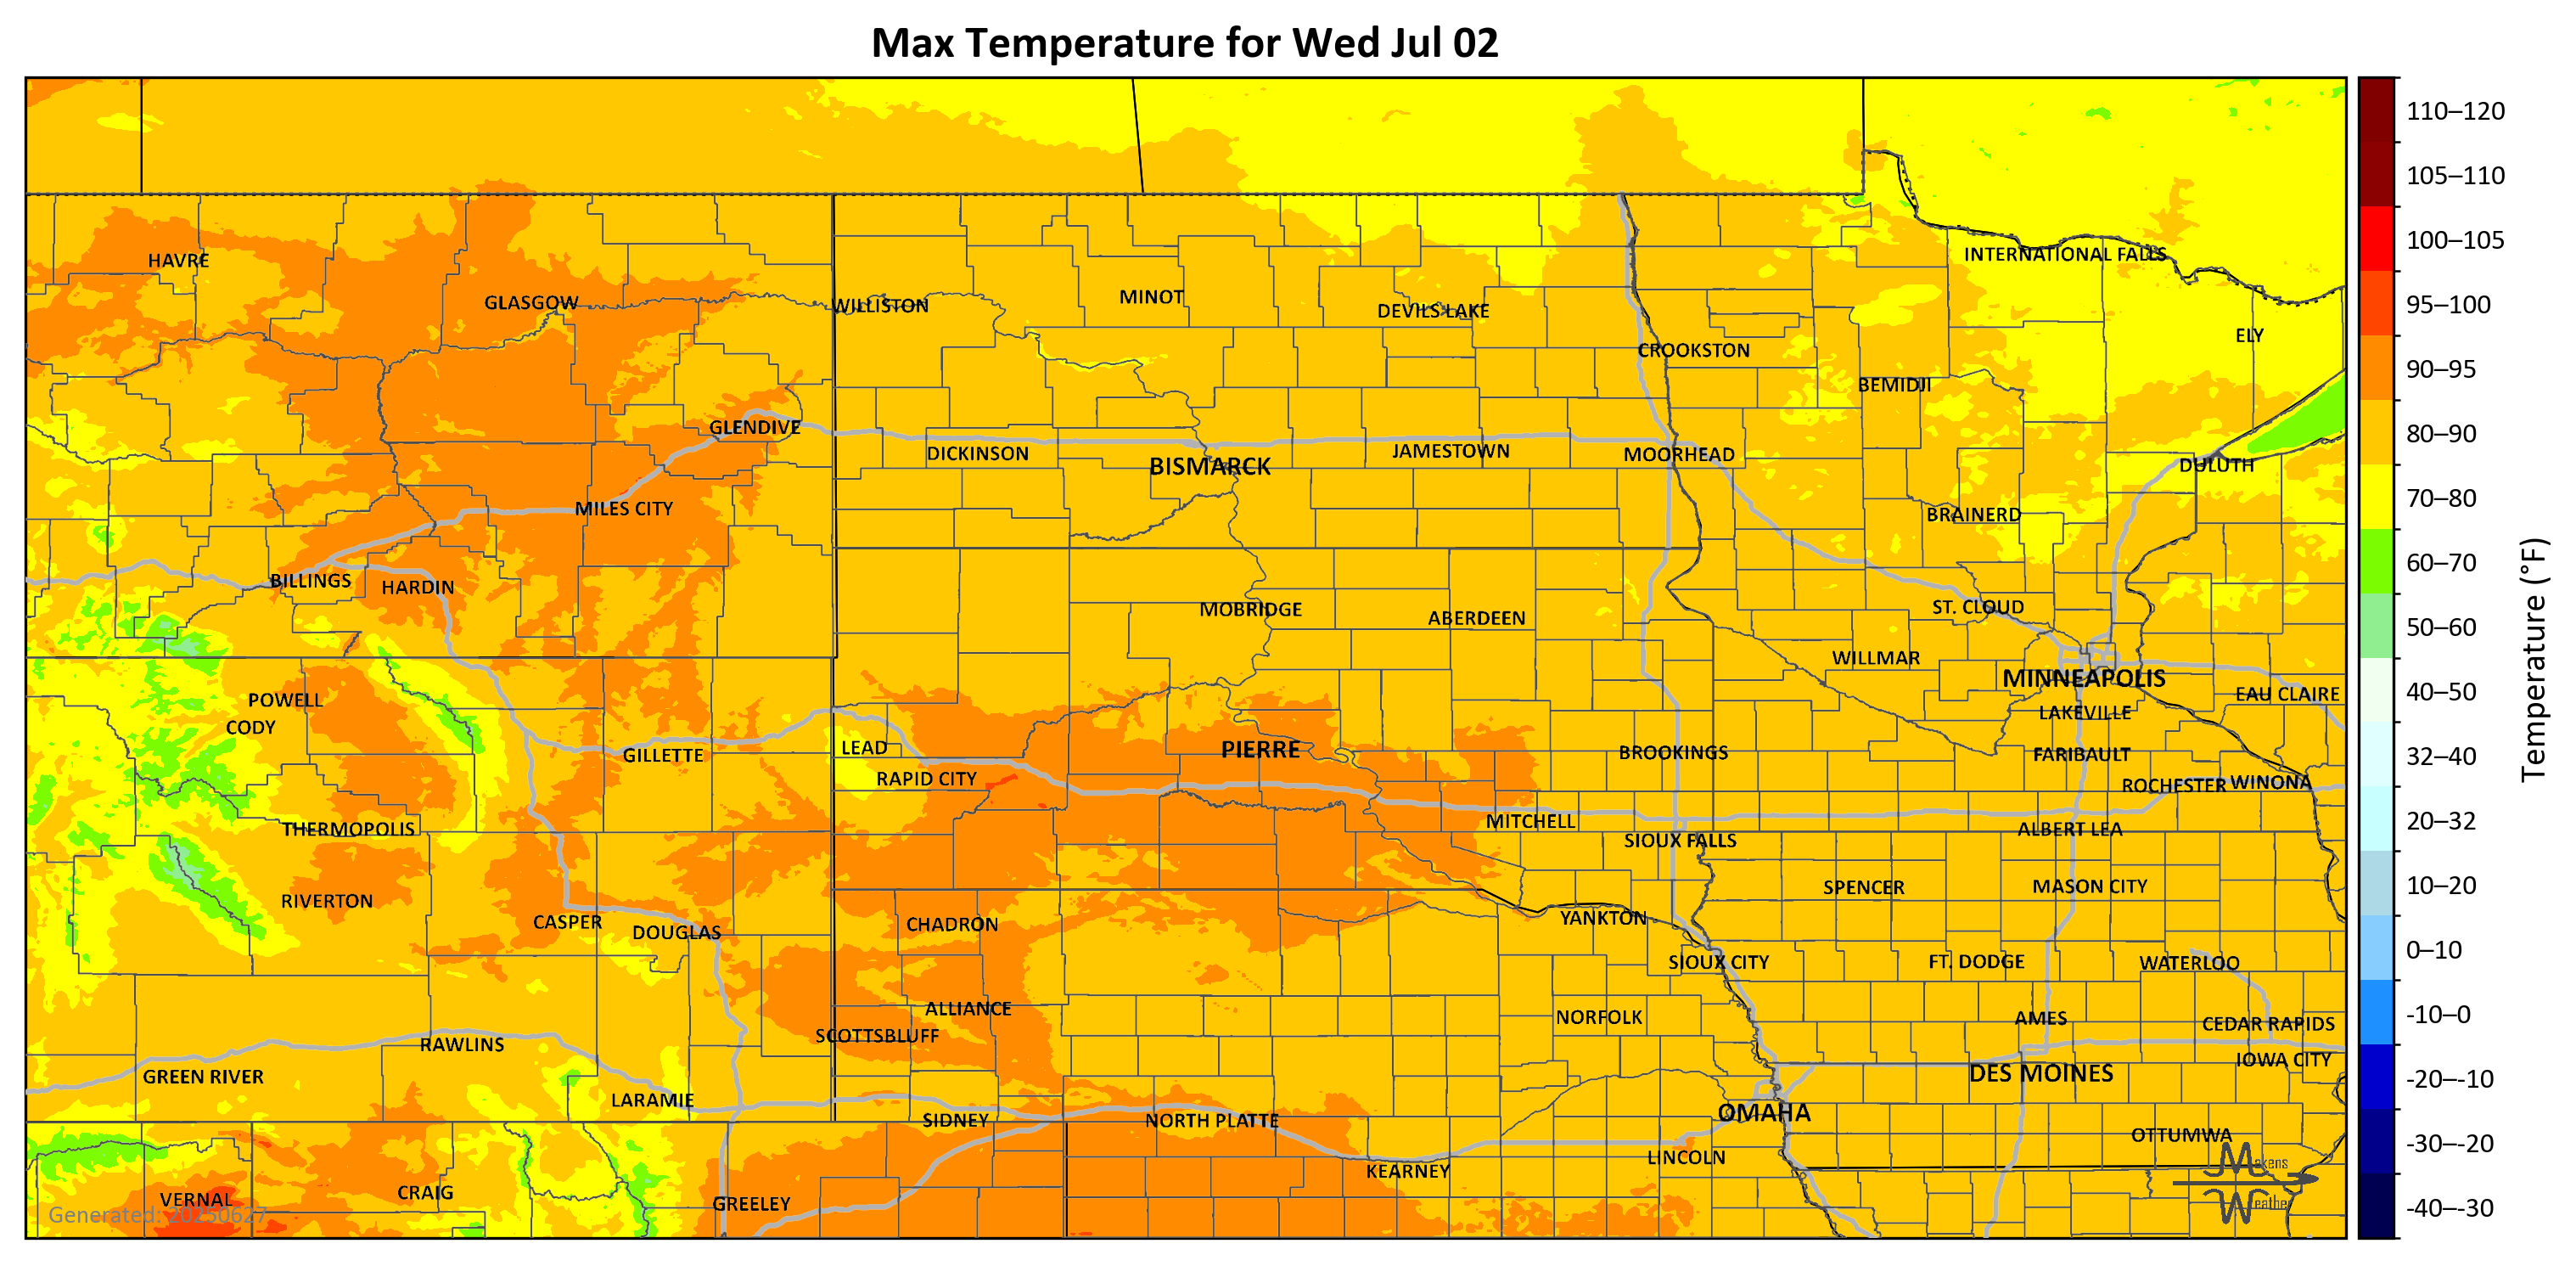 Max Temperature for Wed Jul 02
HAVRE
GLASGOW
WILLISTON
MINOT
DEVILS LAKE
INTERNATIONAL FALLS
ELY
CROOKSTON
BEMIDJI
GLENDIVE
DICKINSON
BISMARCK
JAMESTOWN
MOORHEAD
DULUTH
MILES CITY
BRAINERD
BILLINGS
HARDIN
MOBRIDGE
ABERDEEN
ST. CLOUD
WILLMAR
MINNEAPOLIS
EAU CLAIRE
POWELL
CODY
LAKEVILLE
GILLETTE
LEAD
PIERRE
BROOKINGS
FARIBAULT
RAPID CITY
ROCHESTER
WINONA
THERMOPOLIS
MITCHELL
SIOUX FALLS
ALBERT LEA
RIVERTON
SPENCER
MASON CITY
CASPER
DOUGLAS
CHADRON
YANKTON
SIOUX CITY
FT. DODGE
WATERLOO
ALLIANCE
SCOTTSBLUFF
NORFOLK
AMES
CEDAR RAPIDS
RAWLINS
IOWA CITY
GREEN RIVER
DES MOINES
LARAMIE
SIDNEY
NORTH PLATTE
OMAHA
OTTUMWA
KEARNEY
LINCOLN
VERNAL
CRAIG
GREELEY
Generated: 20250627
Makens
Weather
110–120
105–110
100–105
95–100
90–95
80–90
70–80
60–70
50–60
40–50
32–40
20–32
10–20
0–10
-10–0
-20–-10
-30–-20
-40–-30
Temperature (°F)